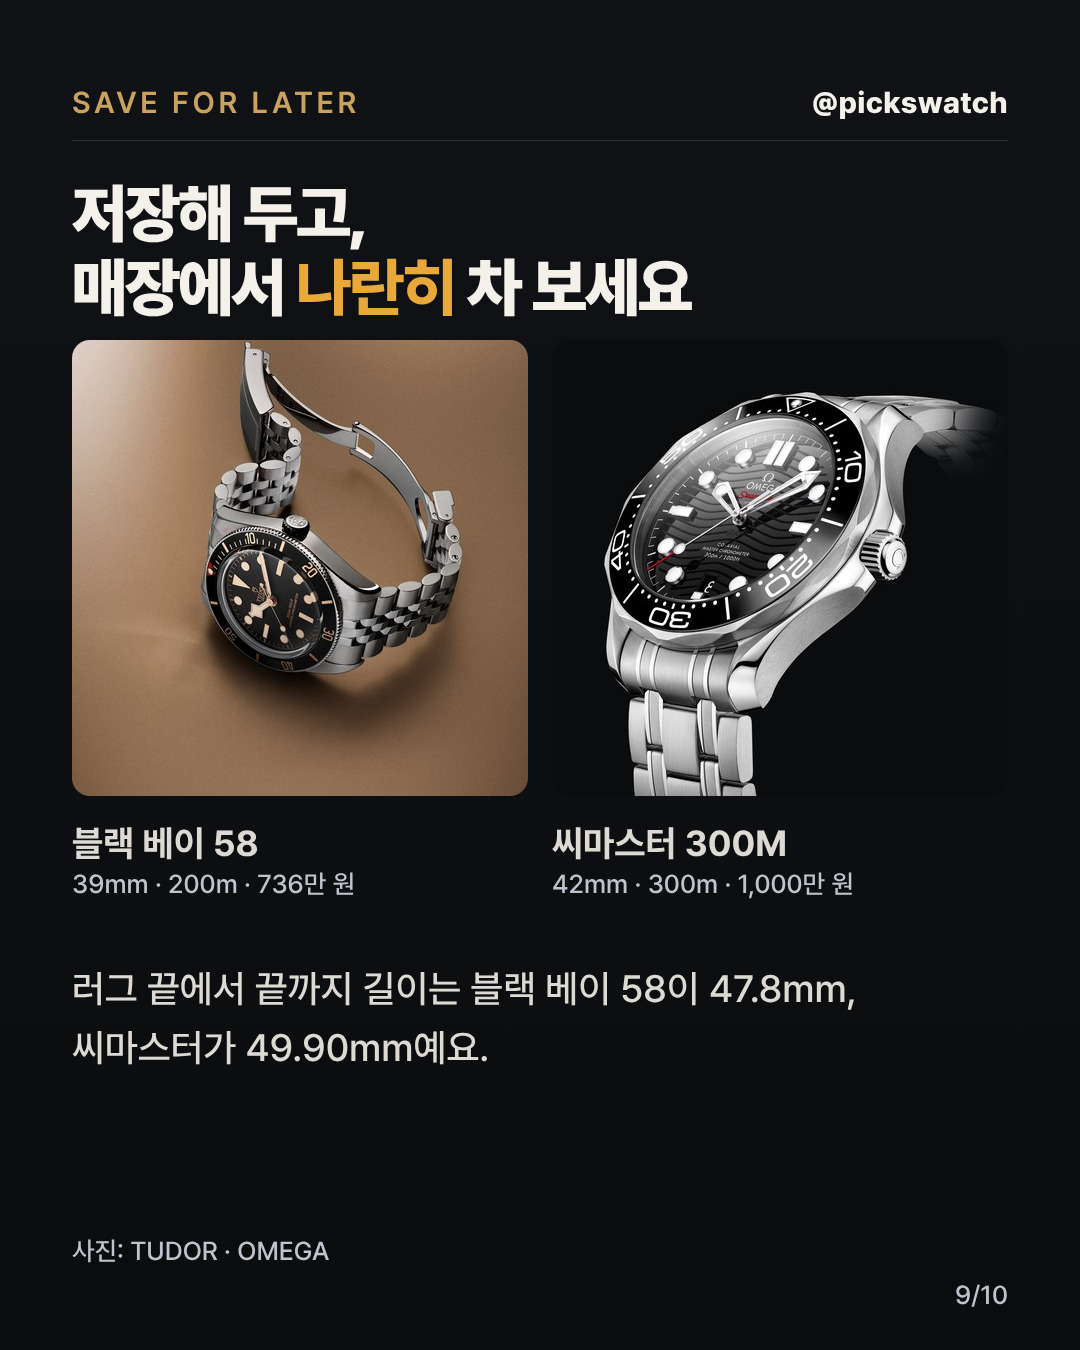 SAVE FOR LATER
@pickswatch
저장해 두고,
매장에서 나란히 차 보세요
블랙 베이 58
39mm · 200m · 736만 원
씨마스터 300M
42mm · 300m · 1,000만 원
러그 끝에서 끝까지 길이는 블랙 베이 58이 47.8mm,
씨마스터가 49.90mm예요.
사진: TUDOR · OMEGA
9/10